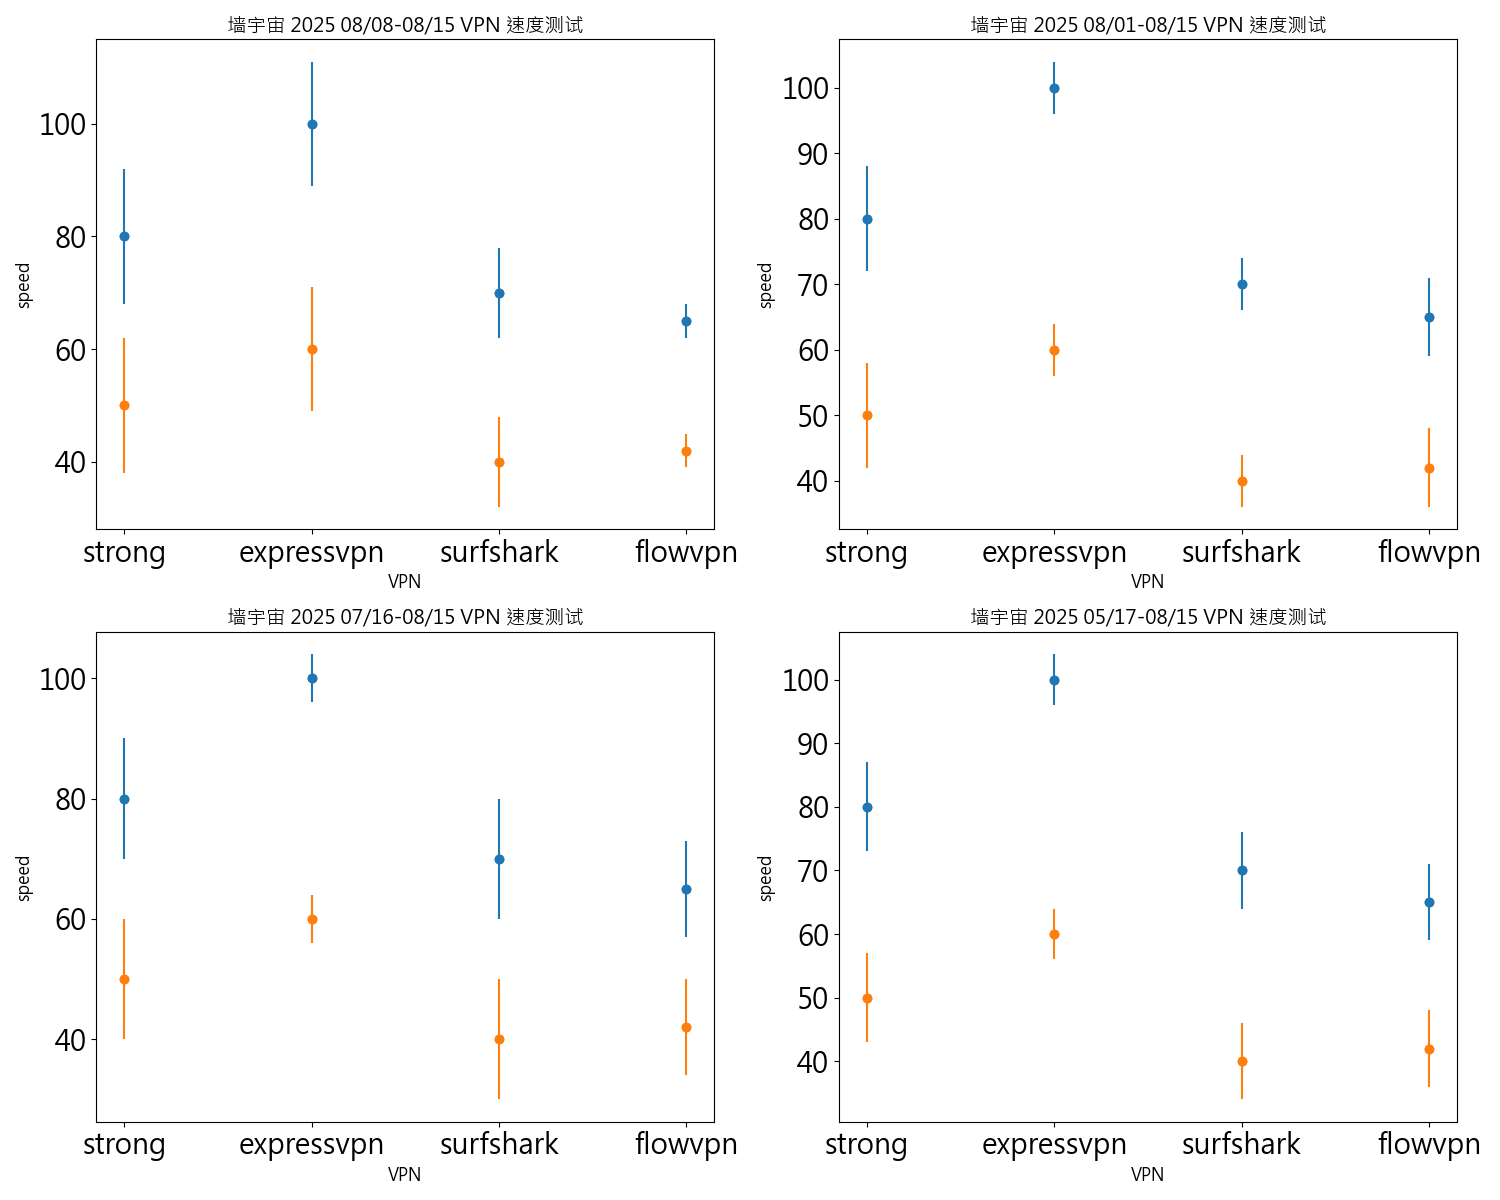 墙宇宙 2025 08/08-08/15 VPN 速度测试
100
80
60
40
speed
strong expressvpn surfshark flowvpn
VPN
墙宇宙 2025 08/01-08/15 VPN 速度测试
100
90
80
70
60
50
40
speed
strong expressvpn surfshark flowvpn
VPN
墙宇宙 2025 07/16-08/15 VPN 速度测试
100
80
60
40
speed
strong expressvpn surfshark flowvpn
VPN
墙宇宙 2025 05/17-08/15 VPN 速度测试
100
90
80
70
60
50
40
speed
strong expressvpn surfshark flowvpn
VPN